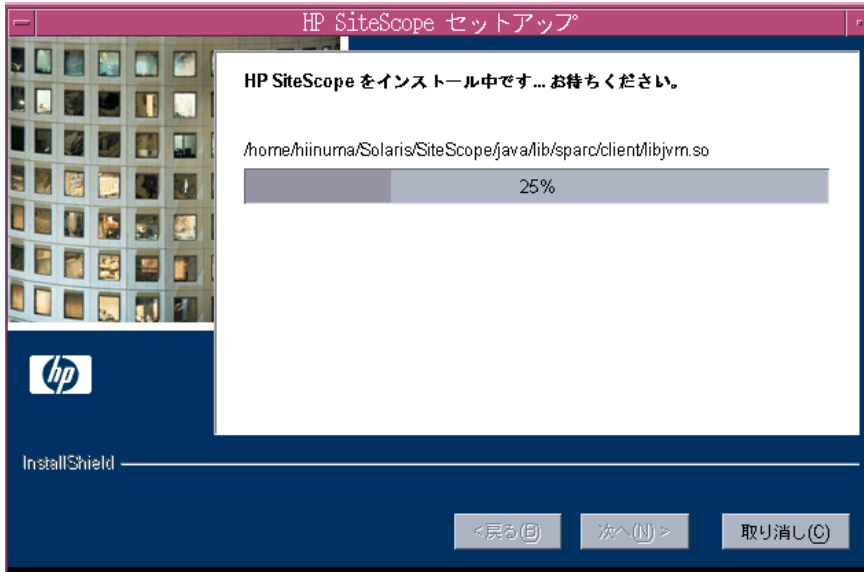 HP SiteScope セットアップ
HP SiteScope をインストール中です... お待ちください。
/home/hiinuma/Solaris/SiteScope/java/lib/sparc/client/libjvm.so
25%
hp
InstallShield
<戻る(B)
次へ(N) >
取り消し(C)